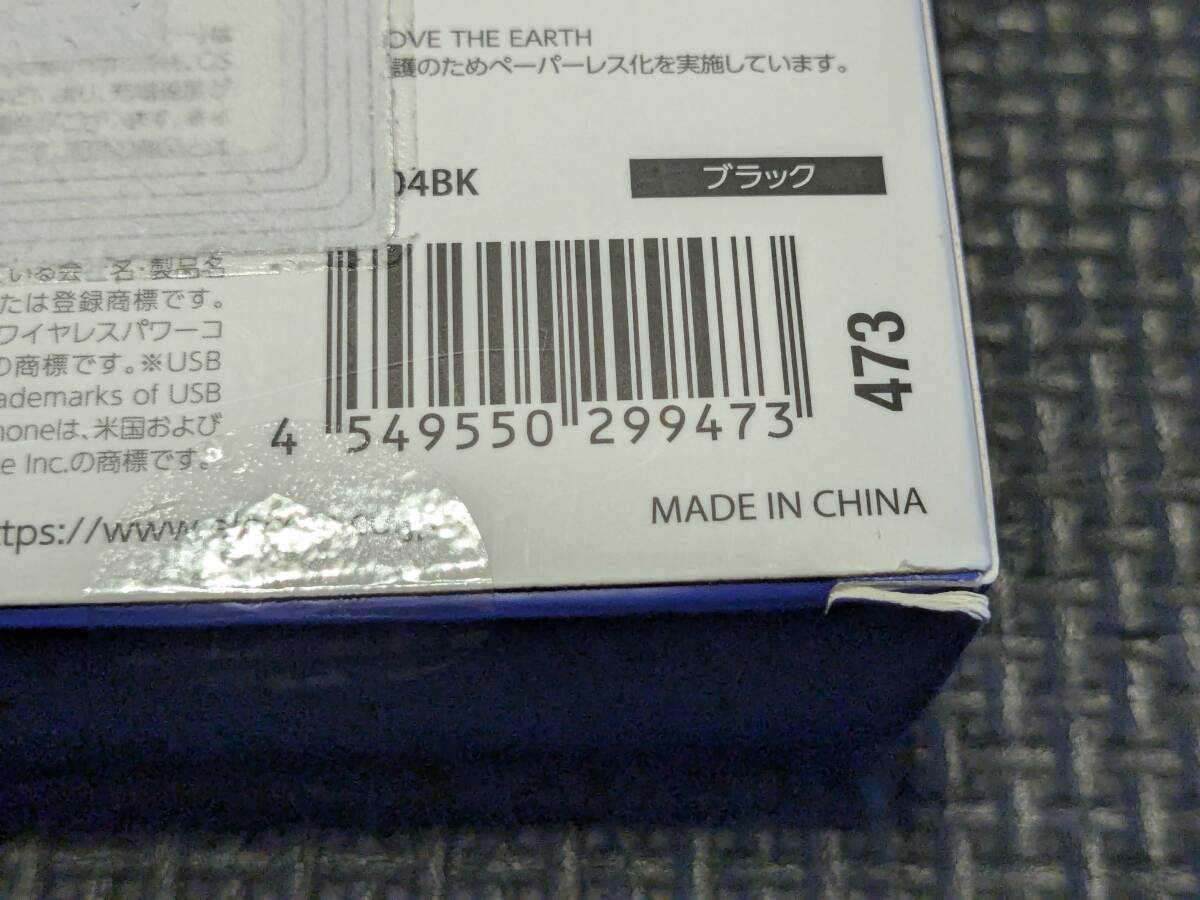 OVE THE EARTH
護のためペーパーレス化を実施しています。
04BK
ブラック
いる会 名・製品名
たは登録商標です。
ワイヤレスパワーコ
の商標です。※USB
ademarks of USB
honeは、米国および
e Inc.の商標です。
4 549550 299473
473
MADE IN CHINA
ttps://www.elecom.co.jp